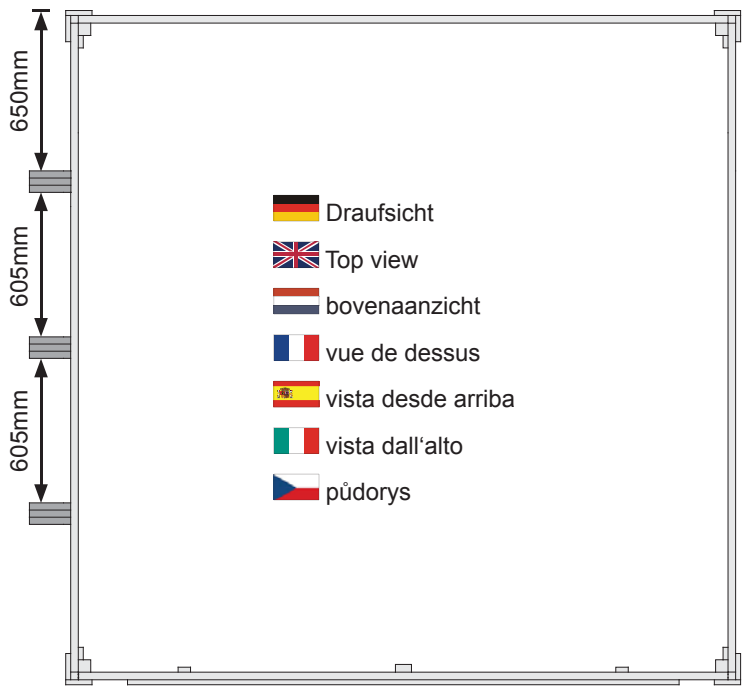 650mm
605mm
605mm
Draufsicht
Top view
bovenaanzicht
vue de dessus
vista desde arriba
vista dall‘alto
půdorys